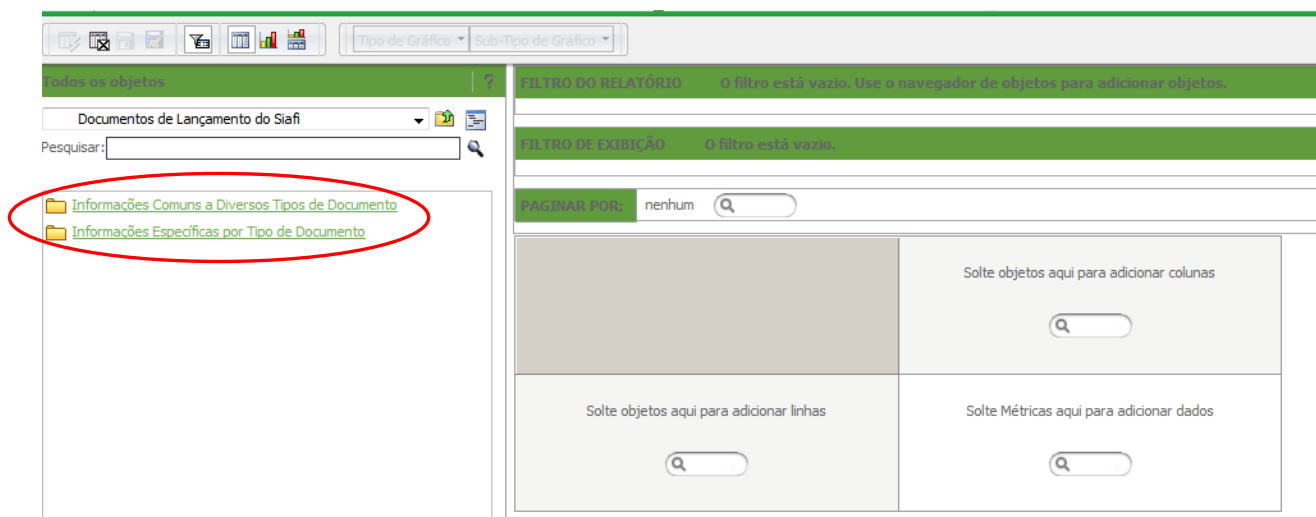 Tipo de Gráfico Sub-Tipo de Gráfico
Todos os objetos ?
Documentos de Lançamento do Siafi
Pesquisar:
Informações Comuns a Diversos Tipos de Documento
Informações Específicas por Tipo de Documento
FILTRO DO RELATÓRIO O filtro está vazio. Use o navegador de objetos para adicionar objetos.
FILTRO DE EXIBIÇÃO O filtro está vazio.
PAGINAR POR: nenhum
Solte objetos aqui para adicionar colunas
Solte objetos aqui para adicionar linhas
Solte Métricas aqui para adicionar dados